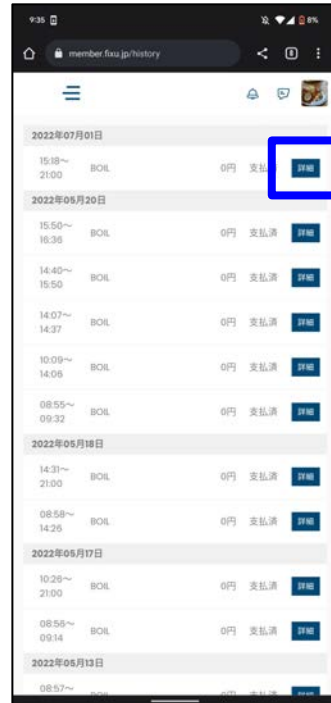 9:35
8%
member.fixu.jp/history
2022年07月01日
15:18～
21:00
BOIL
0円
支払
詳細
2022年05月20日
15:50～
16:36
BOIL
0円
支払済
詳細
14:40～
15:50
BOIL
0円
支払済
詳細
14:07～
14:37
BOIL
0円
支払済
詳細
10:09～
14:06
BOIL
0円
支払済
詳細
08:55～
09:32
BOIL
0円
支払済
詳細
2022年05月18日
14:31～
21:00
BOIL
0円
支払済
詳細
08:58～
14:26
BOIL
0円
支払済
詳細
2022年05月17日
10:26～
21:00
BOIL
0円
支払済
詳細
08:56～
09:14
BOIL
0円
支払済
詳細
2022年05月13日
08:57～